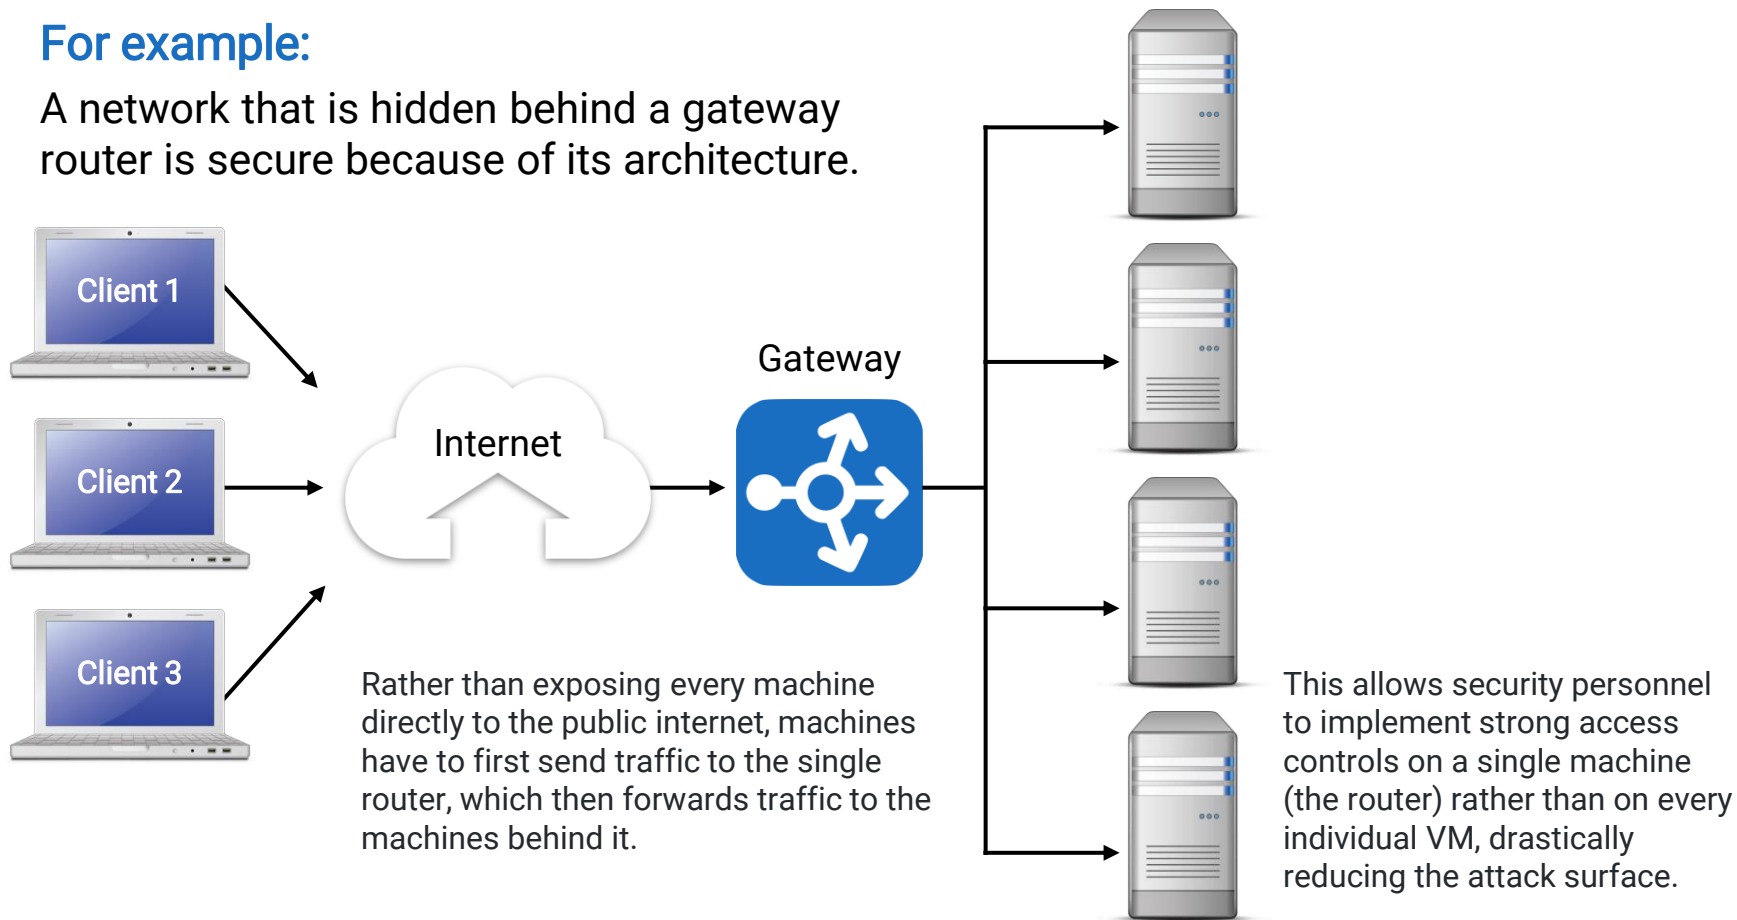 For example:
A network that is hidden behind a gateway
router is secure because of its architecture.
Client 1
Client 2
Client 3
Internet
Gateway
Rather than exposing every machine
directly to the public internet, machines
have to first send traffic to the single
router, which then forwards traffic to the
machines behind it.
This allows security personnel
to implement strong access
controls on a single machine
(the router) rather than on every
individual VM, drastically
reducing the attack surface.